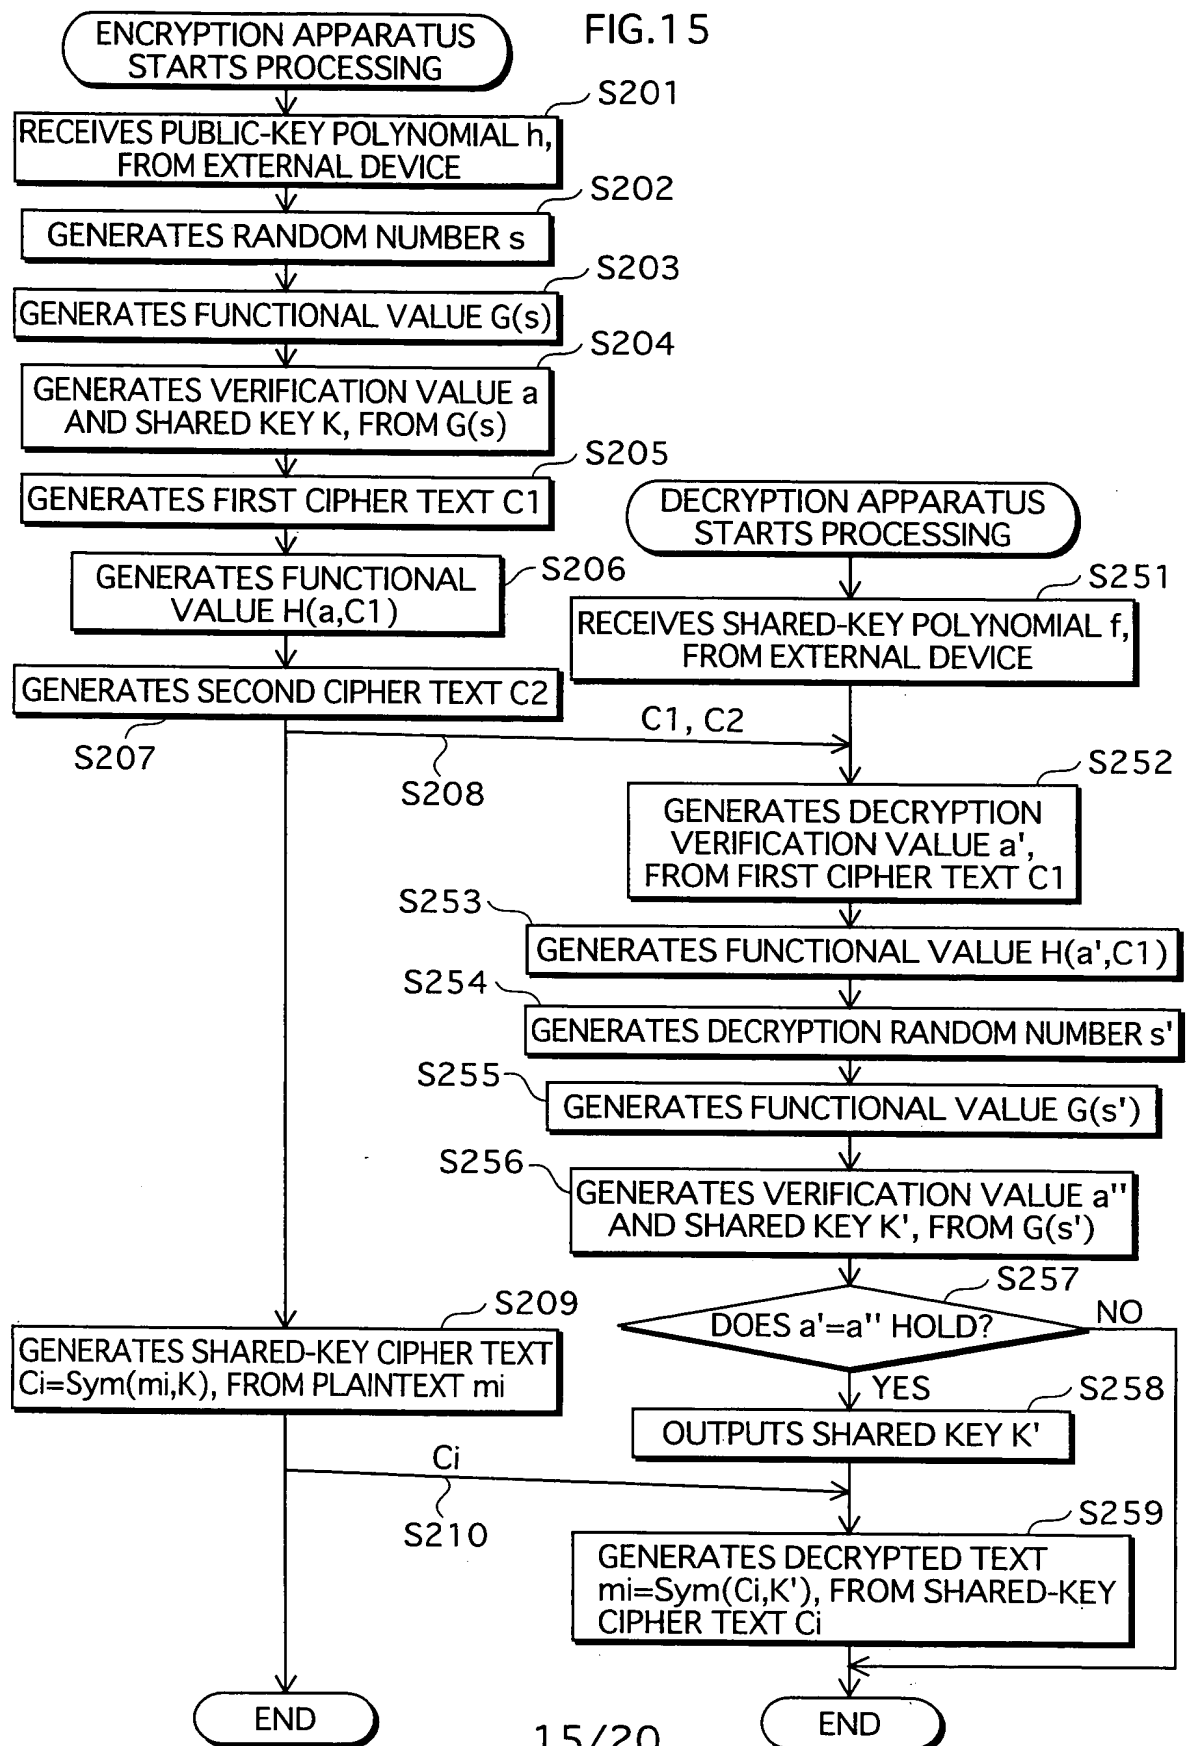 FIG.15
ENCRYPTION APPARATUS
STARTS PROCESSING
S201
RECEIVES PUBLIC-KEY POLYNOMIAL h,
FROM EXTERNAL DEVICE
S202
GENERATES RANDOM NUMBER s
S203
GENERATES FUNCTIONAL VALUE G(s)
S204
GENERATES VERIFICATION VALUE a
AND SHARED KEY K, FROM G(s)
S205
GENERATES FIRST CIPHER TEXT C1
S206
GENERATES FUNCTIONAL
VALUE H(a,C1)
GENERATES SECOND CIPHER TEXT C2
S207
C1, C2
S208
DECRYPTION APPARATUS
STARTS PROCESSING
S251
RECEIVES SHARED-KEY POLYNOMIAL f,
FROM EXTERNAL DEVICE
S252
GENERATES DECRYPTION
VERIFICATION VALUE a',
FROM FIRST CIPHER TEXT C1
S253
GENERATES FUNCTIONAL VALUE H(a',C1)
S254
GENERATES DECRYPTION RANDOM NUMBER s'
S255
GENERATES FUNCTIONAL VALUE G(s')
S256
GENERATES VERIFICATION VALUE a''
AND SHARED KEY K', FROM G(s')
S257
DOES a'=a'' HOLD?
NO
YES
S258
OUTPUTS SHARED KEY K'
S209
GENERATES SHARED-KEY CIPHER TEXT
Ci=Sym(mi,K), FROM PLAINTEXT mi
Ci
S210
S259
GENERATES DECRYPTED TEXT
mi=Sym(Ci,K'), FROM SHARED-KEY
CIPHER TEXT Ci
END
END
15/20